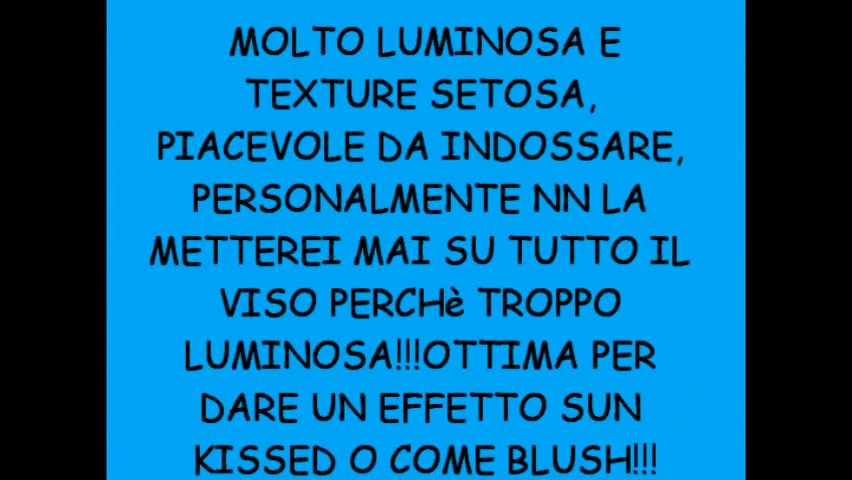 MOLTO LUMINOSA E
TEXTURE SETOSA,
PIACEVOLE DA INDOSSARE,
PERSONALMENTE NN LA
METTEREI MAI SU TUTTO IL
VISO PERCHè TROPPO
LUMINOSA!!!OTTIMA PER
DARE UN EFFETTO SUN
KISSED O COME BLUSH!!!